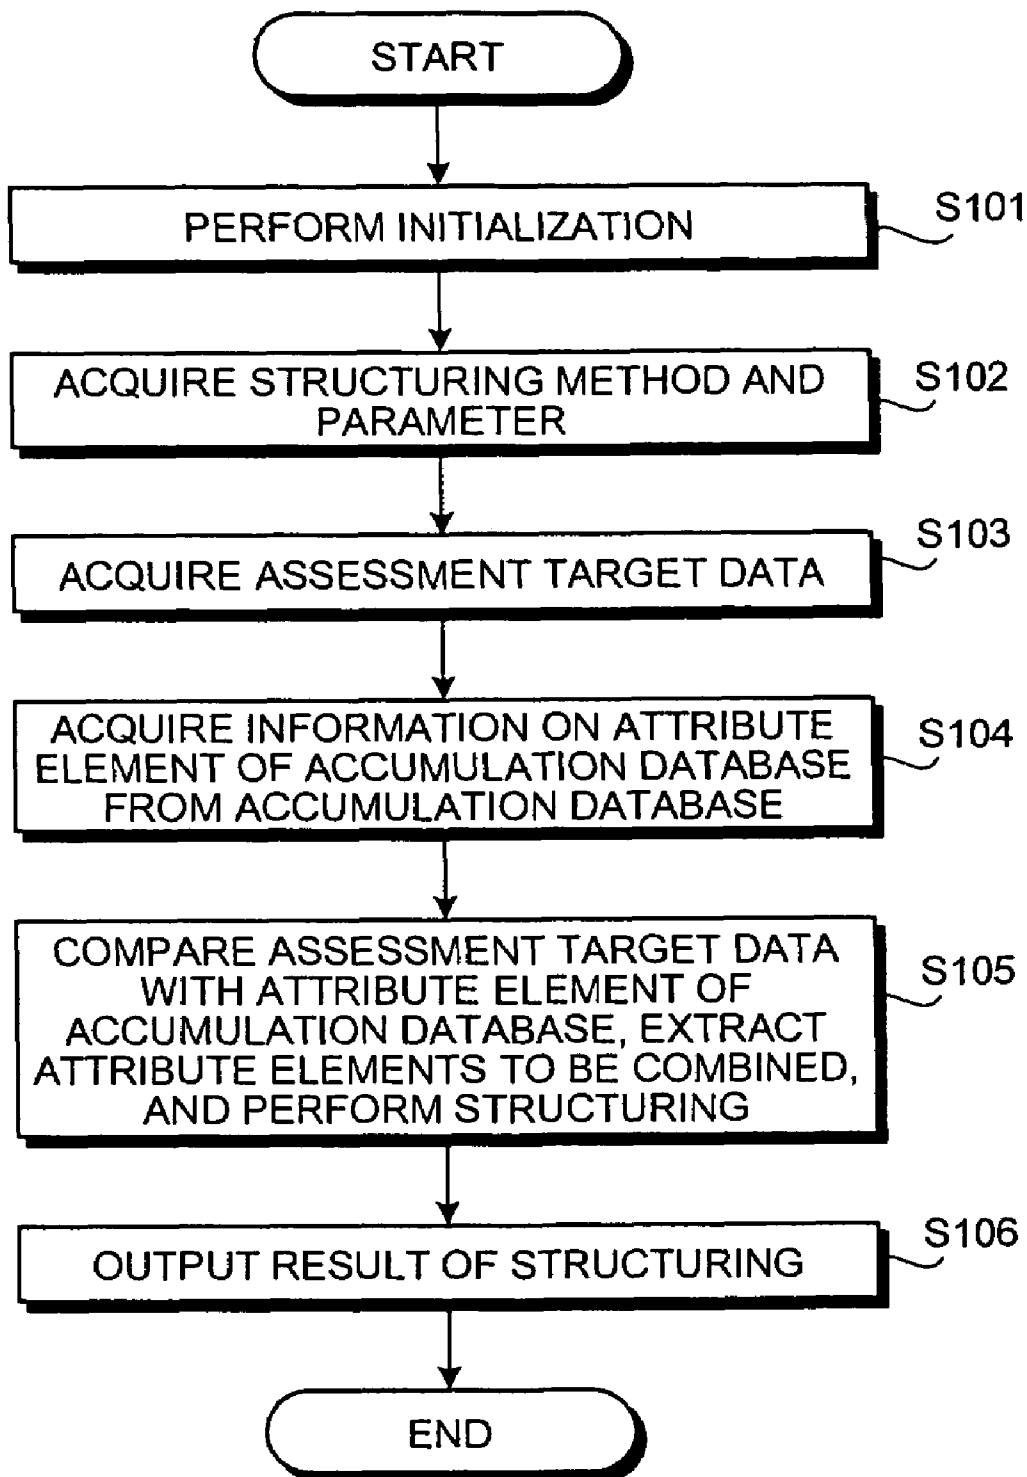 START
PERFORM INITIALIZATION
S101
ACQUIRE STRUCTURING METHOD AND
PARAMETER
S102
ACQUIRE ASSESSMENT TARGET DATA
S103
ACQUIRE INFORMATION ON ATTRIBUTE
ELEMENT OF ACCUMULATION DATABASE
FROM ACCUMULATION DATABASE
S104
COMPARE ASSESSMENT TARGET DATA
WITH ATTRIBUTE ELEMENT OF
ACCUMULATION DATABASE, EXTRACT
ATTRIBUTE ELEMENTS TO BE COMBINED,
AND PERFORM STRUCTURING
S105
OUTPUT RESULT OF STRUCTURING
S106
END